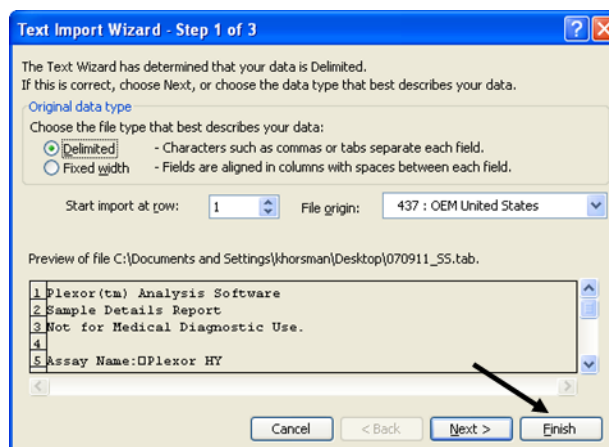 Text Import Wizard - Step 1 of 3
The Text Wizard has determined that your data is Delimited.
If this is correct, choose Next, or choose the data type that best describes your data.
Original data type
Choose the file type that best describes your data:
Delimited - Characters such as commas or tabs separate each field.
Fixed width - Fields are aligned in columns with spaces between each field.
Start import at row: 1 File origin: 437 : OEM United States
Preview of file C:\Documents and Settings\khorsman\Desktop\070911_SS.tab.
1 Plexor(tm) Analysis Software
2 Sample Details Report
3 Not for Medical Diagnostic Use.
4
5 Assay Name:▯Plexor HY
Cancel < Back Next > Finish